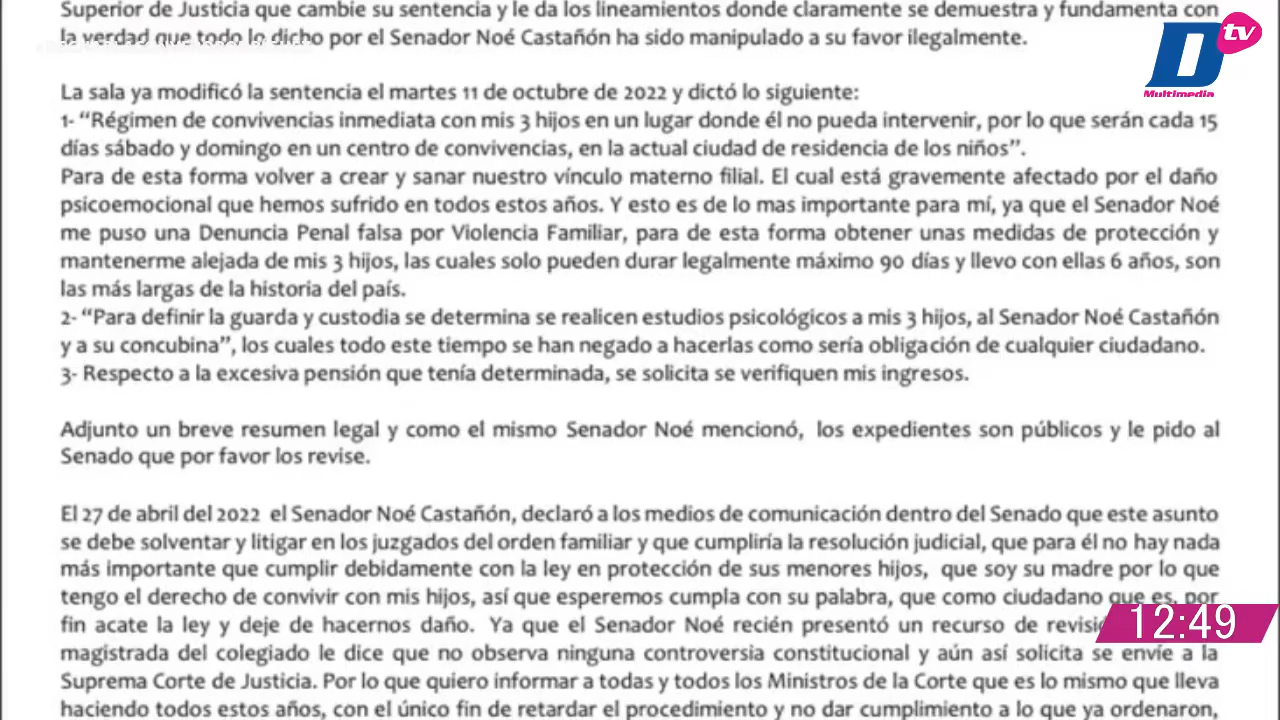 Superior de Justicia que cambie su sentencia y le da los lineamientos donde claramente se demuestra y fundamenta con
la verdad que todo lo dicho por el Senador Noé Castañón ha sido manipulado a su favor ilegalmente.
D tv
Multimedia
La sala ya modificó la sentencia el martes 11 de octubre de 2022 y dictó lo siguiente:
1- “Régimen de convivencias inmediata con mis 3 hijos en un lugar donde él no pueda intervenir, por lo que serán cada 15
días sábado y domingo en un centro de convivencias, en la actual ciudad de residencia de los niños”.
Para de esta forma volver a crear y sanar nuestro vínculo materno filial. El cual está gravemente afectado por el daño
psicoemocional que hemos sufrido en todos estos años. Y esto es de lo mas importante para mí, ya que el Senador Noé
me puso una Denuncia Penal falsa por Violencia Familiar, para de esta forma obtener unas medidas de protección y
mantenerme alejada de mis 3 hijos, las cuales solo pueden durar legalmente máximo 90 días y llevo con ellas 6 años, son
las más largas de la historia del país.
2- “Para definir la guarda y custodia se determina se realicen estudios psicológicos a mis 3 hijos, al Senador Noé Castañón
y a su concubina”, los cuales todo este tiempo se han negado a hacerlas como sería obligación de cualquier ciudadano.
3- Respecto a la excesiva pensión que tenía determinada, se solicita se verifiquen mis ingresos.
Adjunto un breve resumen legal y como el mismo Senador Noé mencionó, los expedientes son públicos y le pido al
Senado que por favor los revise.
El 27 de abril del 2022 el Senador Noé Castañón, declaró a los medios de comunicación dentro del Senado que este asunto
se debe solventar y litigar en los juzgados del orden familiar y que cumpliría la resolución judicial, que para él no hay nada
más importante que cumplir debidamente con la ley en protección de sus menores hijos, que soy su madre por lo que
tengo el derecho de convivir con mis hijos, así que esperemos cumpla con su palabra, que como ciudadano que es, por
fin acate la ley y deje de hacernos daño. Ya que el Senador Noé recién presentó un recurso de
12:49
magistrada del colegiado le dice que no observa ninguna controversia constitucional y aún así solicita se envíe a la
Suprema Corte de Justicia. Por lo que quiero informar a todas y todos los Ministros de la Corte que es lo mismo que lleva
haciendo todos estos años, con el único fin de retardar el procedimiento y no dar cumplimiento a lo que ya ordenaron,